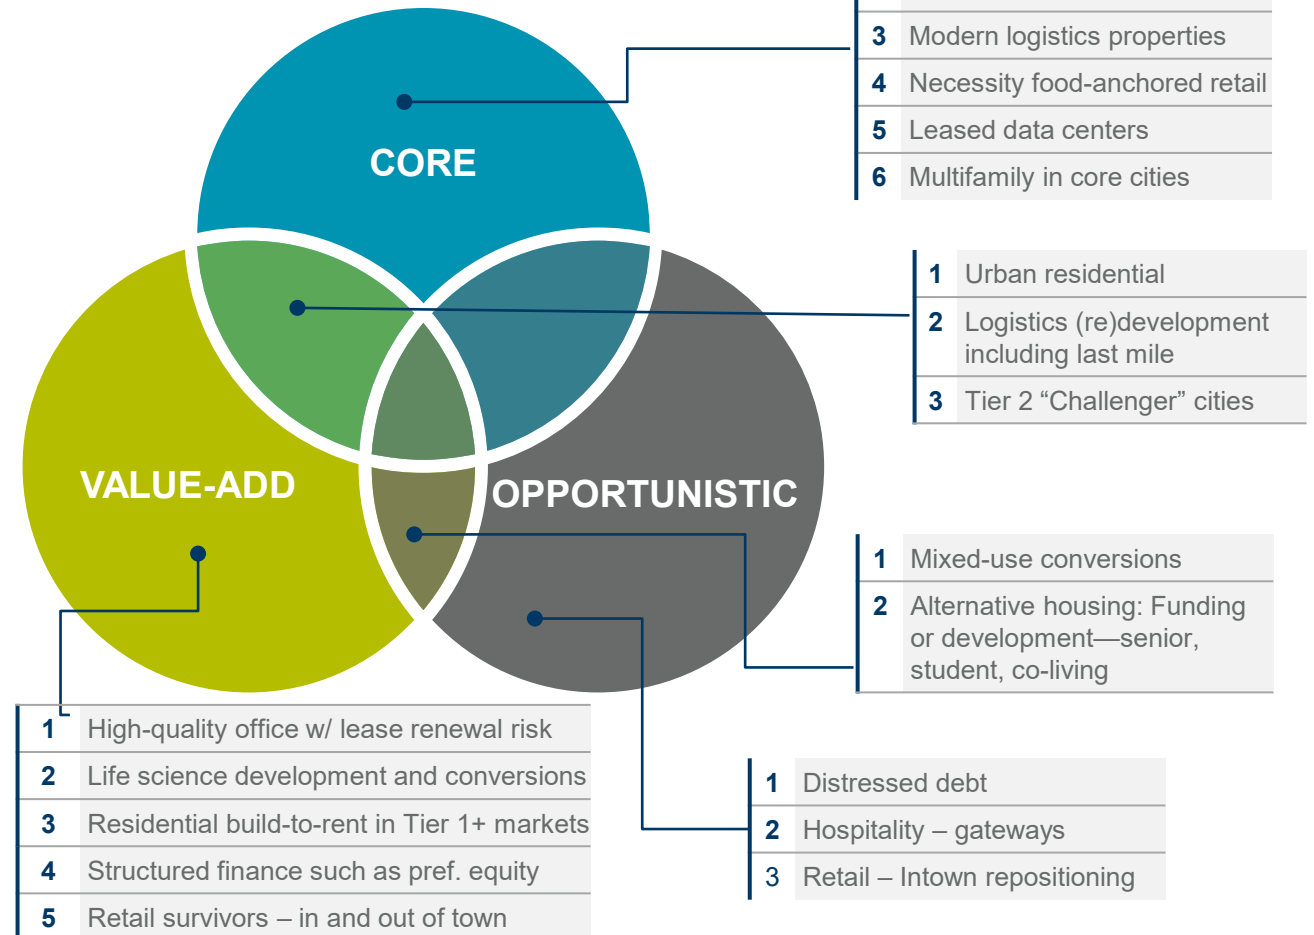 3 Modern logistics properties
4 Necessity food-anchored retail
5 Leased data centers
6 Multifamily in core cities
CORE
1 Urban residential
2 Logistics (re)development
including last mile
3 Tier 2 “Challenger” cities
VALUE-ADD
OPPORTUNISTIC
1 Mixed-use conversions
2 Alternative housing: Funding
or development—senior,
student, co-living
1 High-quality office w/ lease renewal risk
2 Life science development and conversions
3 Residential build-to-rent in Tier 1+ markets
4 Structured finance such as pref. equity
5 Retail survivors – in and out of town
1 Distressed debt
2 Hospitality – gateways
3 Retail – Intown repositioning